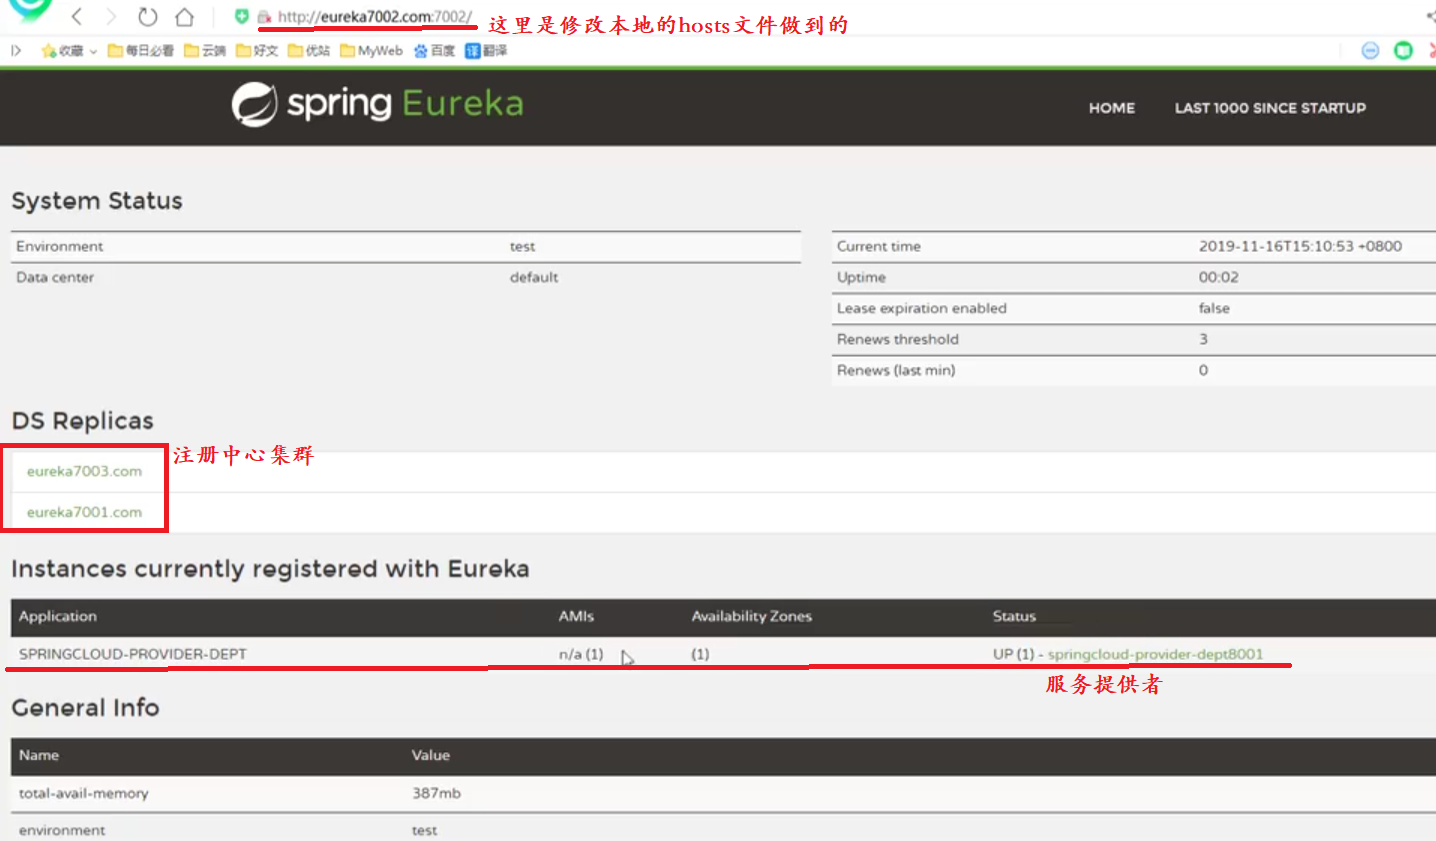 http://eureka7002.com:7002/ 这里是修改本地的hosts文件做到的
收藏 每日必看 云端 好文 优站 MyWeb 百度 译 翻译
spring Eureka HOME LAST 1000 SINCE STARTUP
System Status
Environment test Current time 2019-11-16T15:10:53 +0800
Data center default Uptime 00:02
Lease expiration enabled false
Renews threshold 3
Renews (last min) 0
DS Replicas
注册中心集群
eureka7003.com
eureka7001.com
Instances currently registered with Eureka
Application AMIs Availability Zones Status
SPRINGCLOUD-PROVIDER-DEPT n/a (1) (1) UP (1) - springcloud-provider-dept8001
服务提供者
General Info
Name Value
total-avail-memory 387mb
environment test